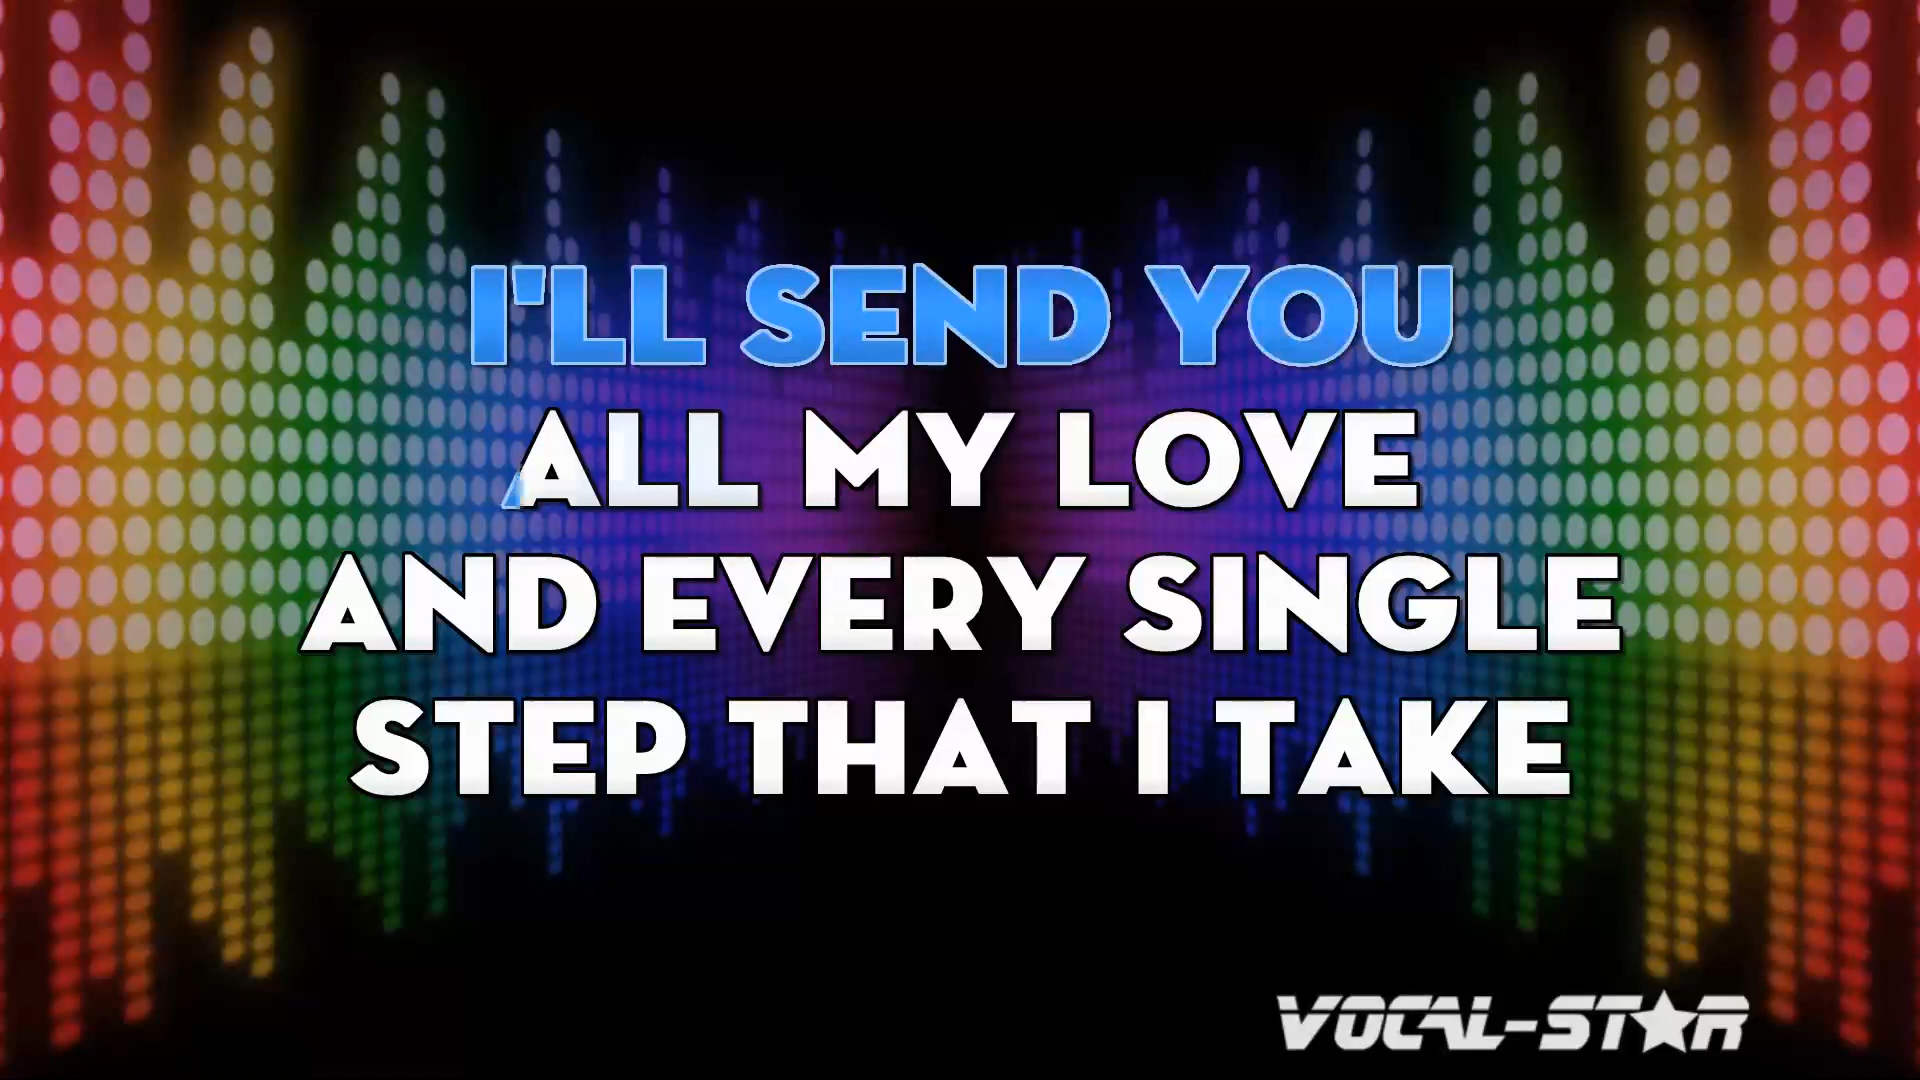 I'LL SEND YOU
ALL MY LOVE
AND EVERY SINGLE
STEP THAT I TAKE
VOCAL-STAR